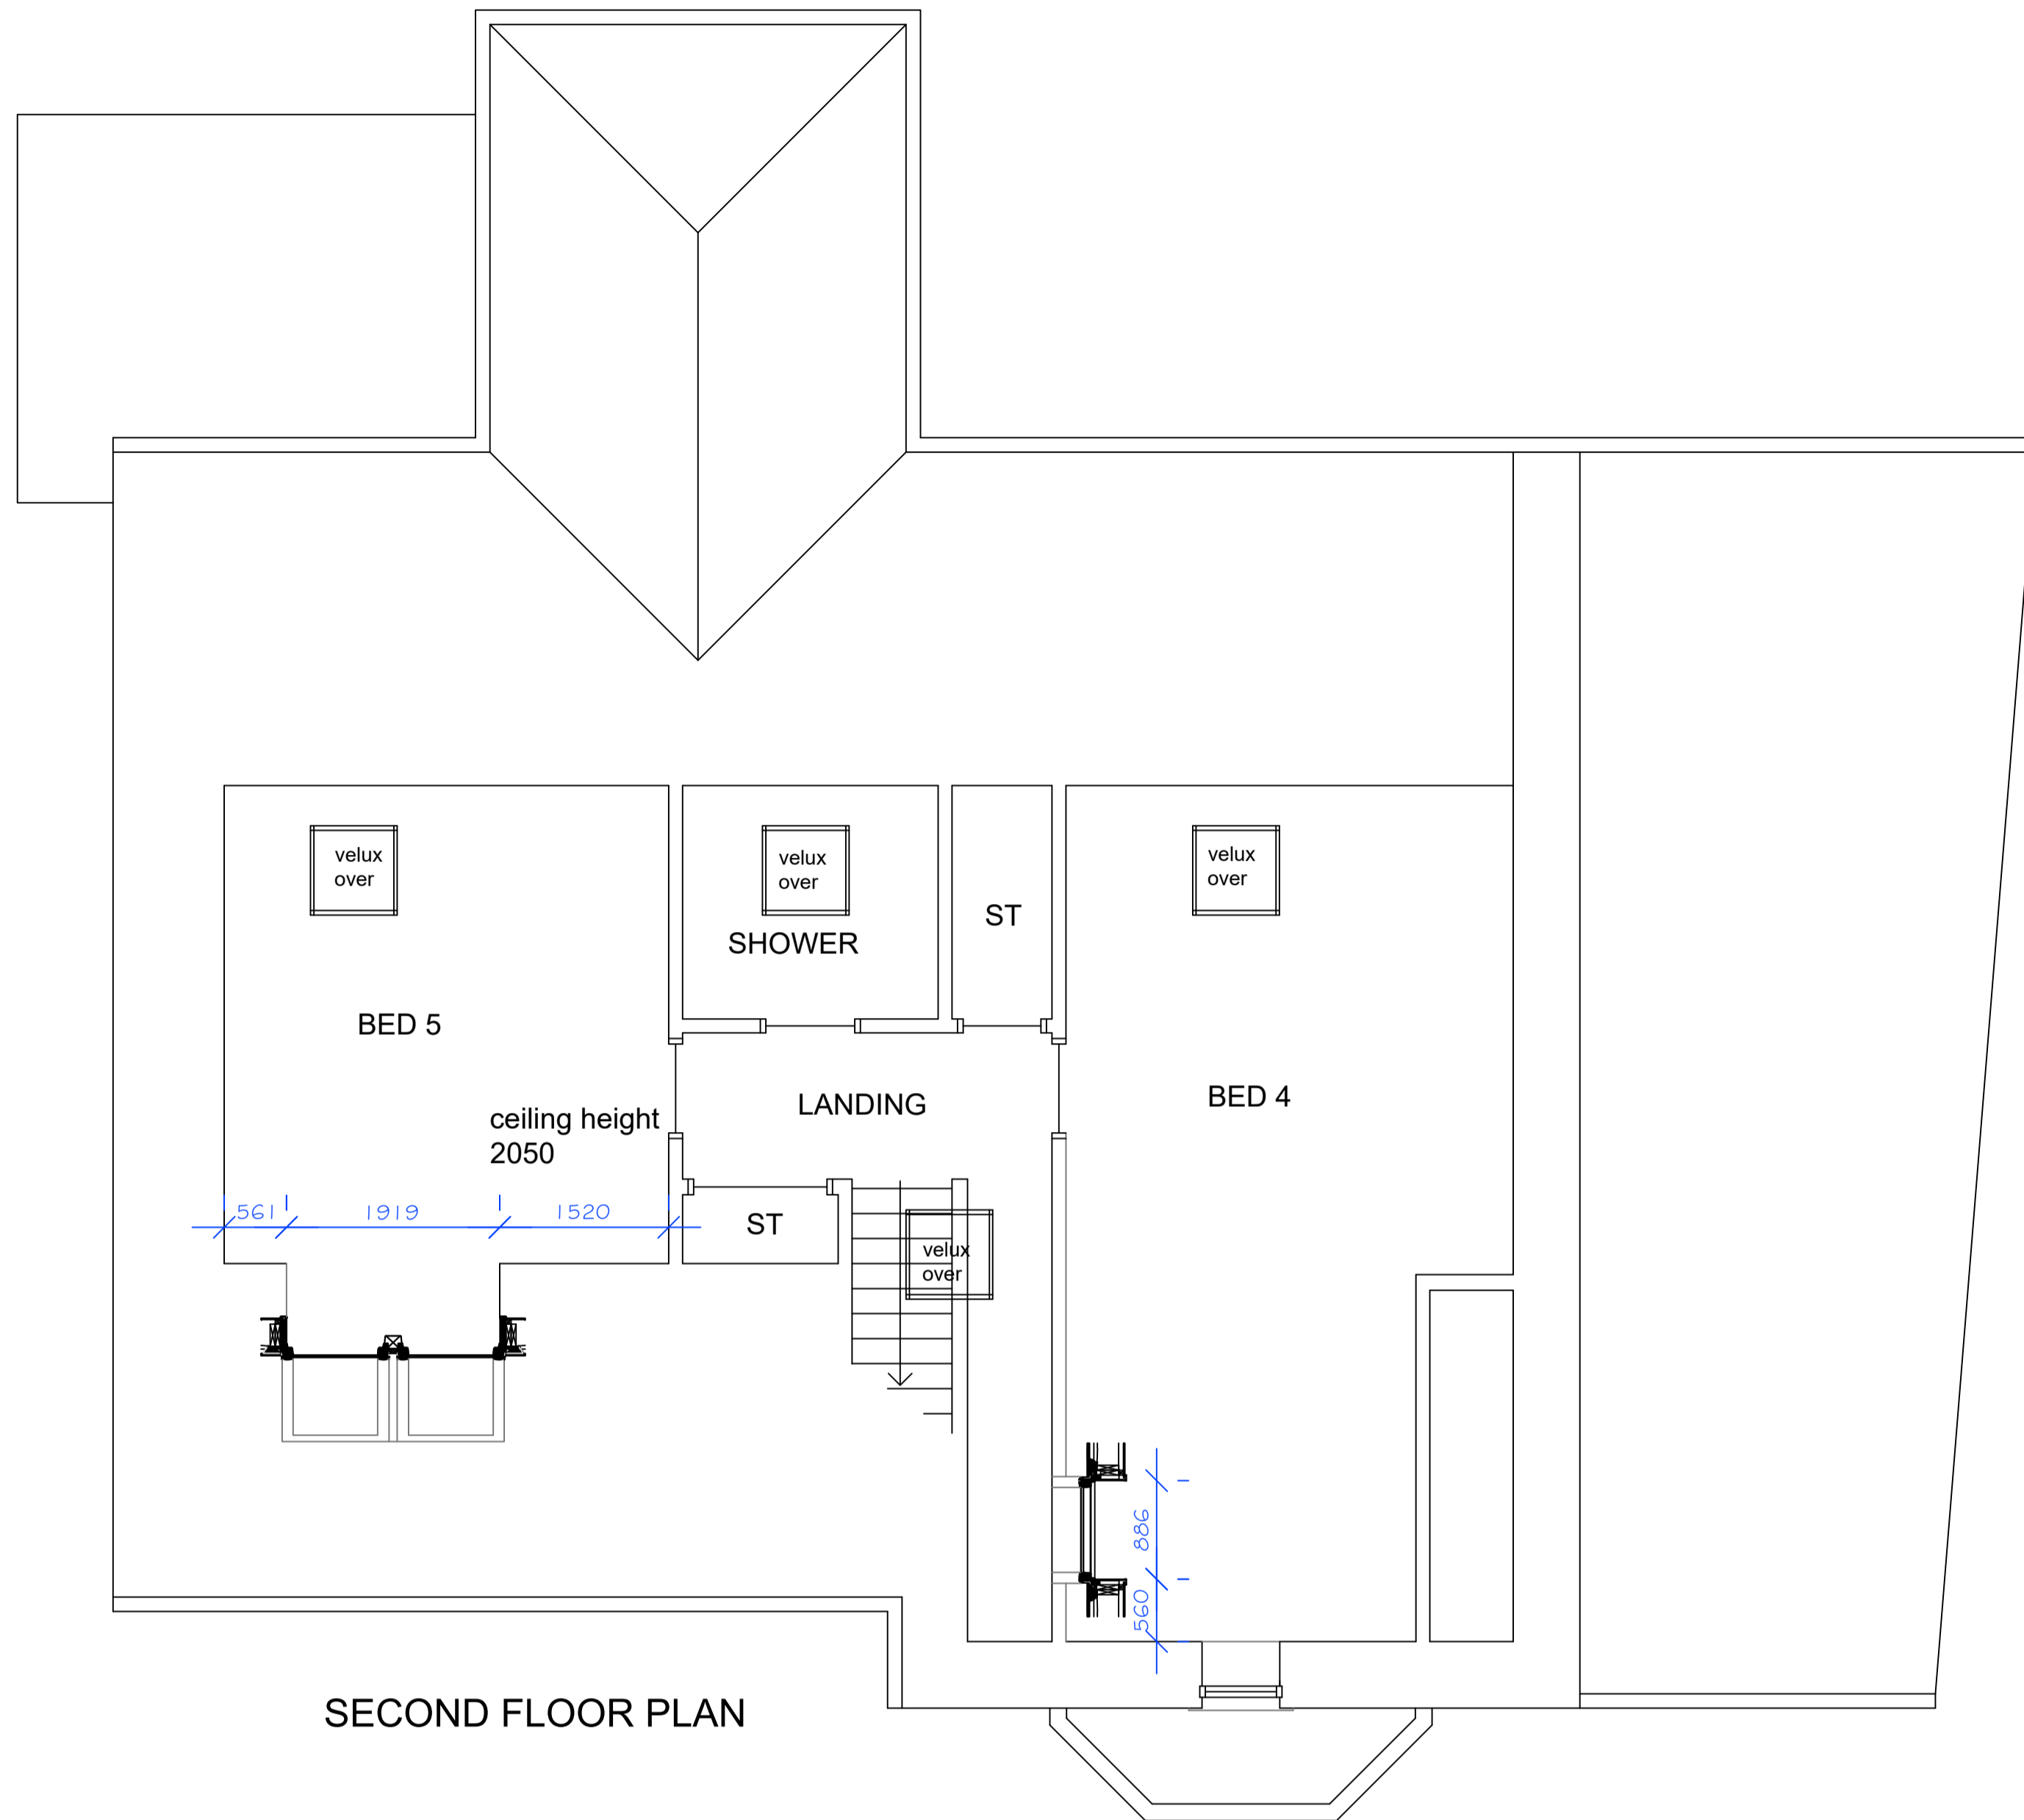 velux
over
velux
over
velux
over
ST
SHOWER
BED 5
BED 4
LANDING
ceiling height
2050
561
1919
1520
ST
velux
over
886
560
SECOND FLOOR PLAN